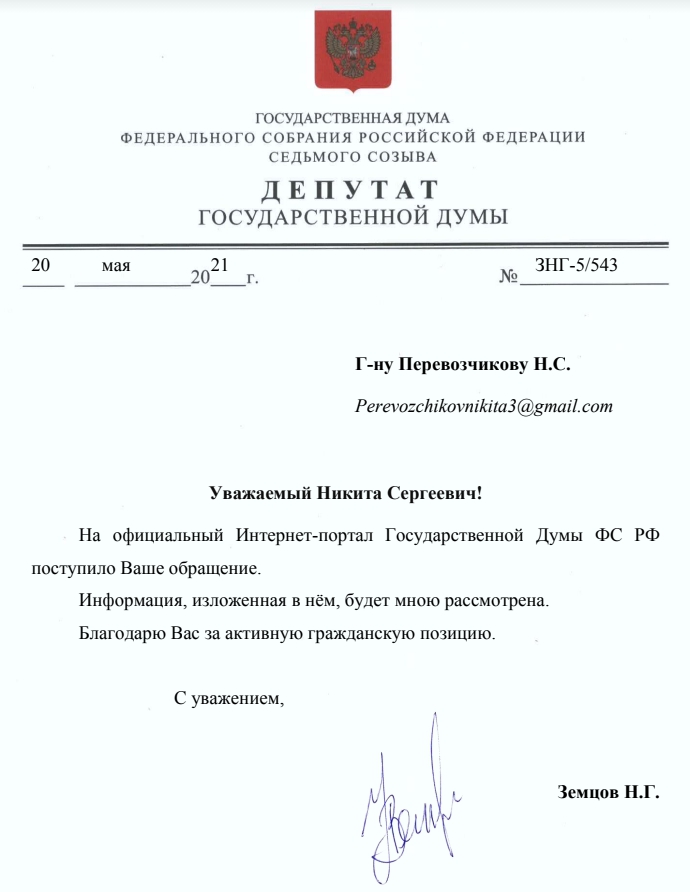 ГОСУДАРСТВЕННАЯ ДУМА
ФЕДЕРАЛЬНОГО СОБРАНИЯ РОССИЙСКОЙ ФЕДЕРАЦИИ
СЕДЬМОГО СОЗЫВА
ДЕПУТАТ
ГОСУДАРСТВЕННОЙ ДУМЫ
20 мая 2021 г. № ЗНГ-5/543
Г-ну Перевозчикову Н.С.
Perevozchikovnikita3@gmail.com
Уважаемый Никита Сергеевич!
На официальный Интернет-портал Государственной Думы ФС РФ
поступило Ваше обращение.
Информация, изложенная в нём, будет мною рассмотрена.
Благодарю Вас за активную гражданскую позицию.
С уважением,
Земцов Н.Г.